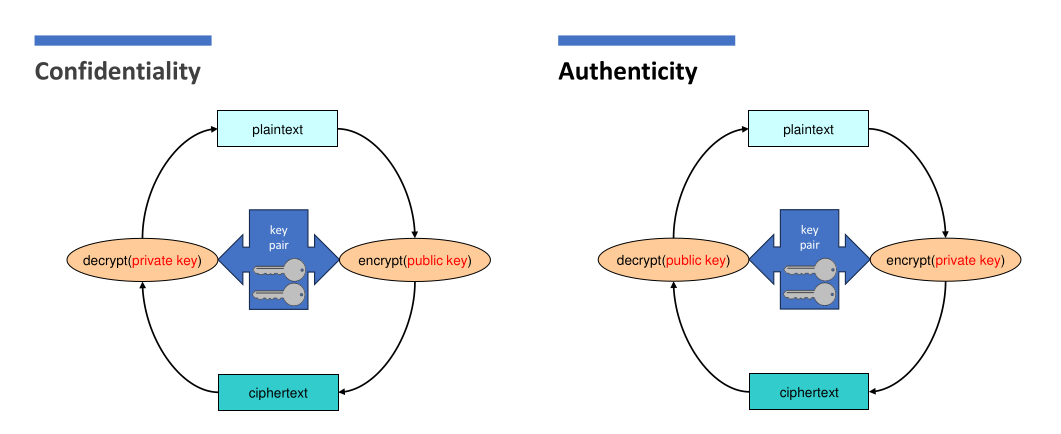 Confidentiality
plaintext
key
pair
decrypt(private key)
encrypt(public key)
ciphertext
Authenticity
plaintext
key
pair
decrypt(public key)
encrypt(private key)
ciphertext